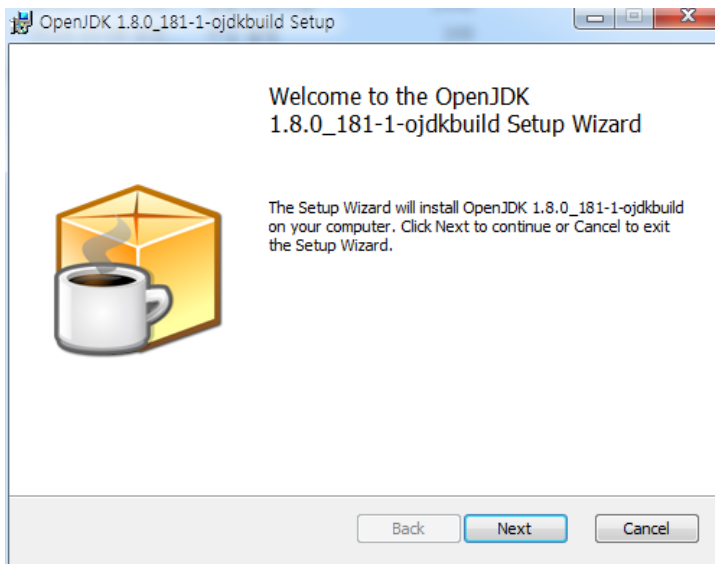 OpenJDK 1.8.0_181-1-ojdkbuild Setup
Welcome to the OpenJDK
1.8.0_181-1-ojdkbuild Setup Wizard
The Setup Wizard will install OpenJDK 1.8.0_181-1-ojdkbuild
on your computer. Click Next to continue or Cancel to exit
the Setup Wizard.
Back
Next
Cancel